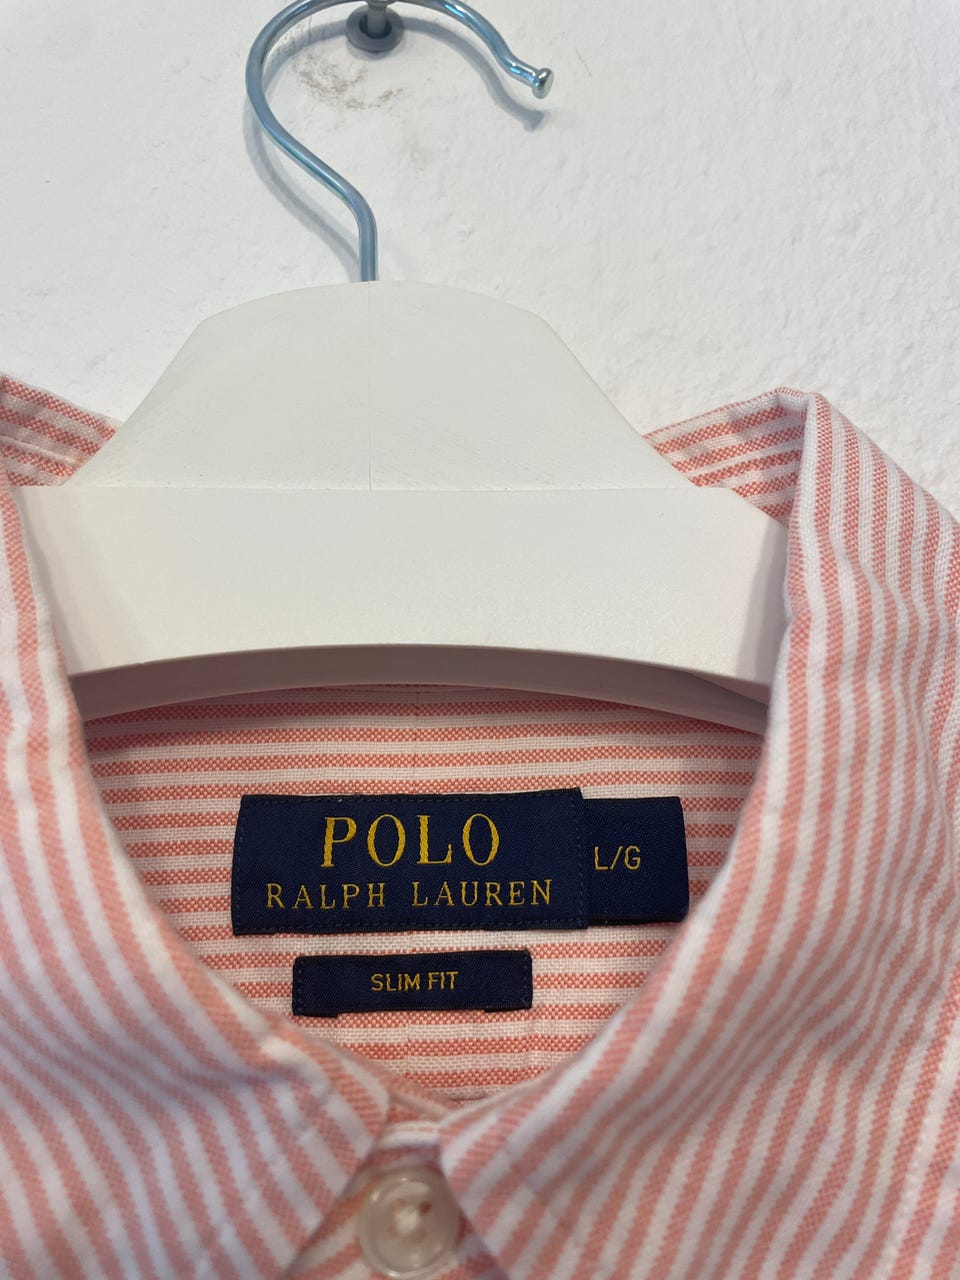 POLO
RALPH LAUREN
L/G
SLIM FIT